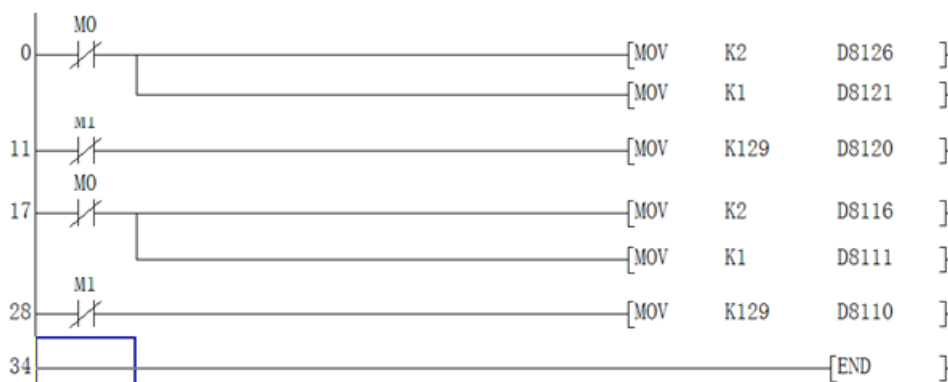 M0
0 [MOV K2 D8126 ]
[MOV K1 D8121 ]
M1
11 [MOV K129 D8120 ]
M0
17 [MOV K2 D8116 ]
[MOV K1 D8111 ]
M1
28 [MOV K129 D8110 ]
34 [END ]